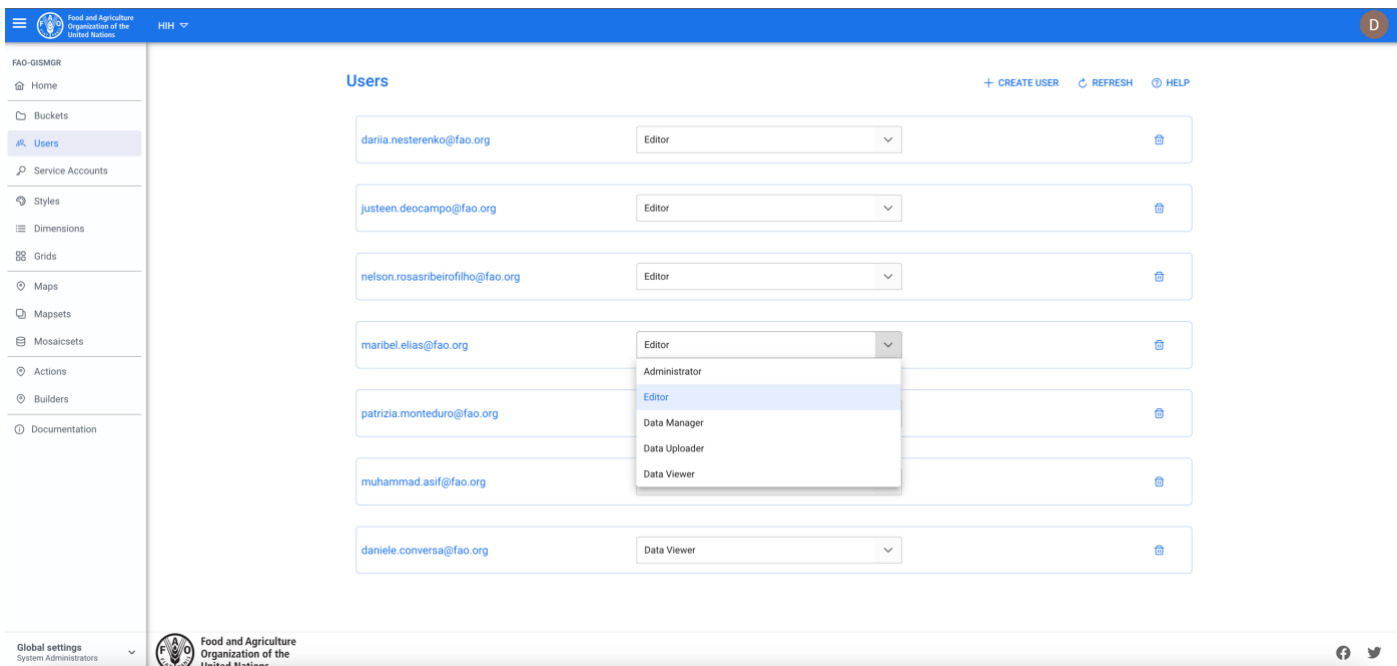 Food and Agriculture
Organization of the
United Nations
HIH
D
FAO-GISMGR
Home
Buckets
Users
Service Accounts
Styles
Dimensions
Grids
Maps
Mapsets
Mosaicsets
Actions
Builders
Documentation
Global settings
System Administrators
Users
+ CREATE USER
REFRESH
HELP
dariia.nesterenko@fao.org
Editor
justeen.deocampo@fao.org
Editor
nelson.rosasribeirofilho@fao.org
Editor
maribel.elias@fao.org
Editor
Administrator
Editor
Data Manager
Data Uploader
Data Viewer
patrizia.monteduro@fao.org
muhammad.asif@fao.org
daniele.conversa@fao.org
Data Viewer
FAO
Food and Agriculture
Organization of the
United Nations